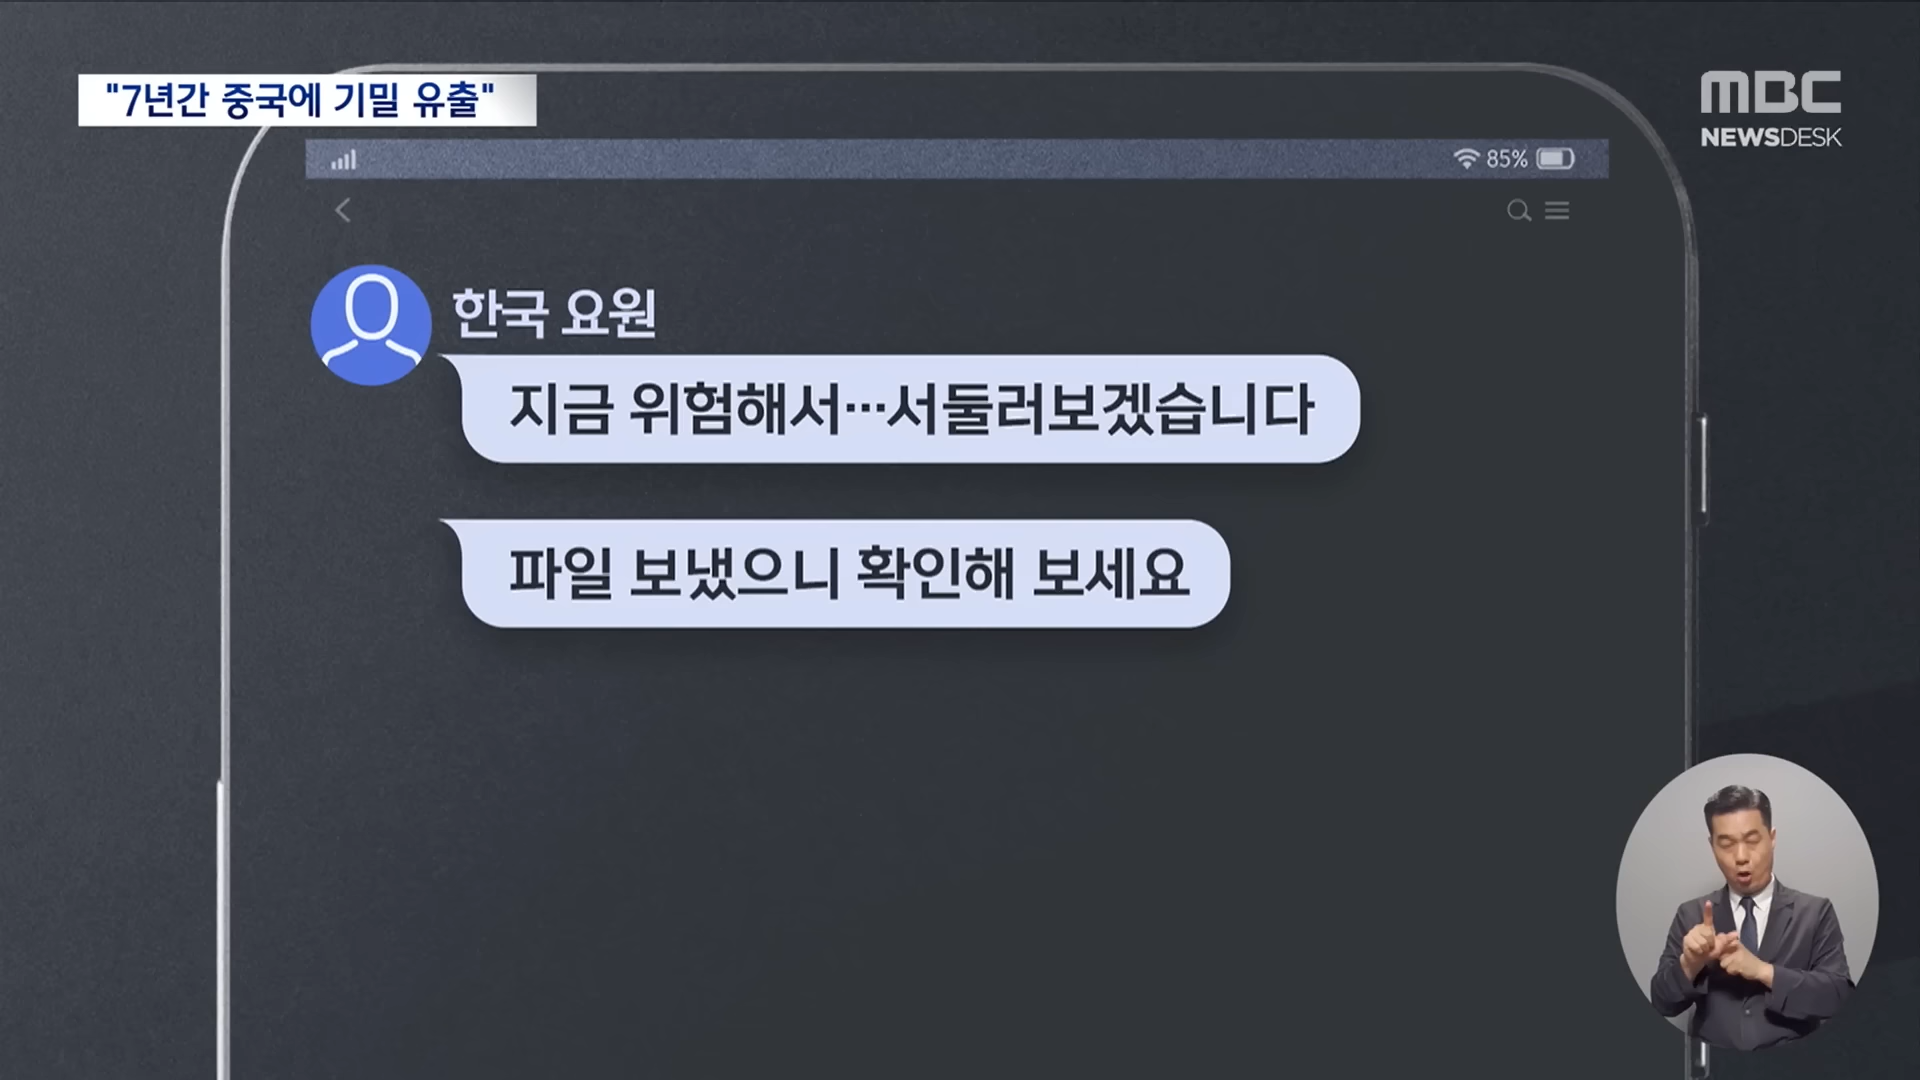 "7년간 중국에 기밀 유출"
MBC
NEWSDESK
85%
한국 요원
지금 위험해서…서둘러보겠습니다
파일 보냈으니 확인해 보세요